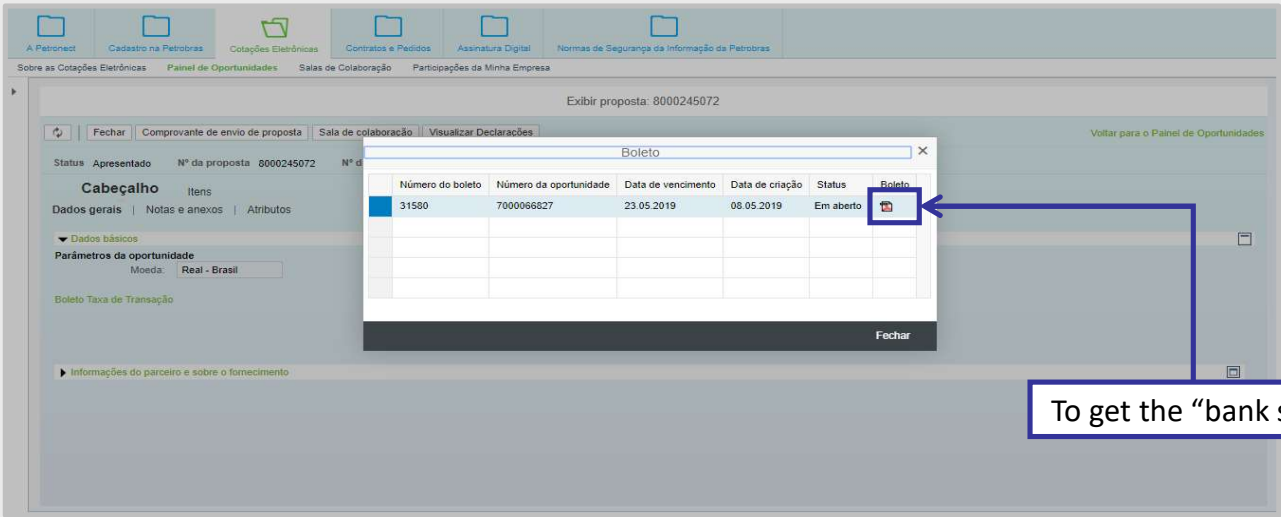 A Petronect Cadastro na Petrobras Cotações Eletrônicas Contratos e Pedidos Assinatura Digital Normas de Segurança da Informação da Petrobras
Sobre as Cotações Eletrônicas Painel de Oportunidades Salas de Colaboração Participações da Minha Empresa
Exibir proposta: 8000245072
Fechar Comprovante de envio de proposta Sala de colaboração Visualizar Declarações Voltar para o Painel de Oportunidades
Boleto
Status Apresentado Nº da proposta 8000245072 Nº d
Número do boleto Número da oportunidade Data de vencimento Data de criação Status Boleto
Cabeçalho Itens
31580 7000066827 23.05.2019 08.05.2019 Em aberto
Dados gerais | Notas e anexos | Atributos
Dados básicos
Parâmetros da oportunidade
Moeda: Real - Brasil
Boleto Taxa de Transação
Fechar
Informações do parceiro e sobre o fornecimento
To get the “bank s